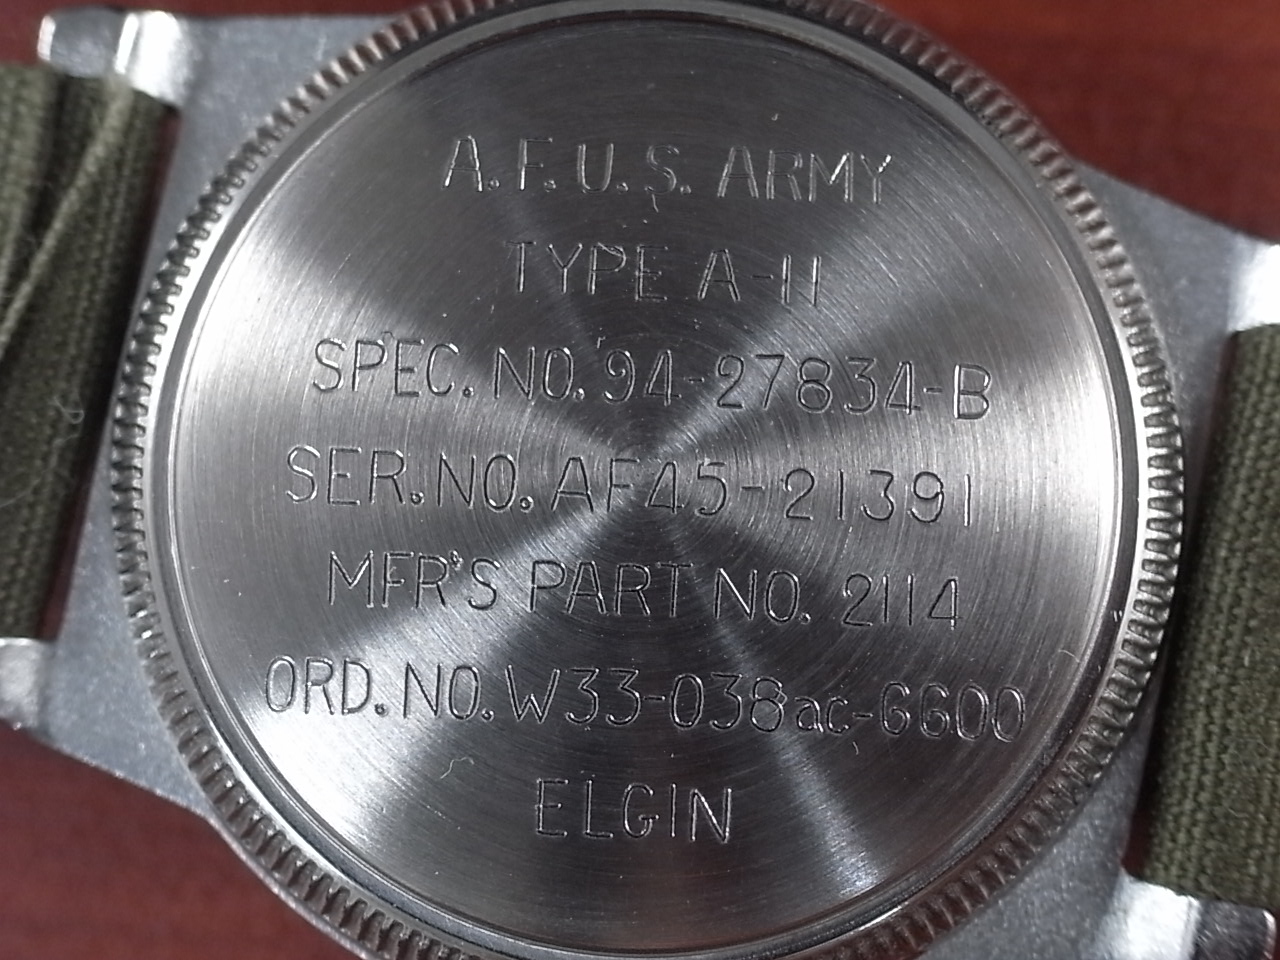 A.F.U.S. ARMY
TYPE A-11
SPEC. NO. 94-27834-B
SER. NO. AF45-21391
MFR'S PART NO. 2114
ORD. NO. W33-038ac-6600
ELGIN